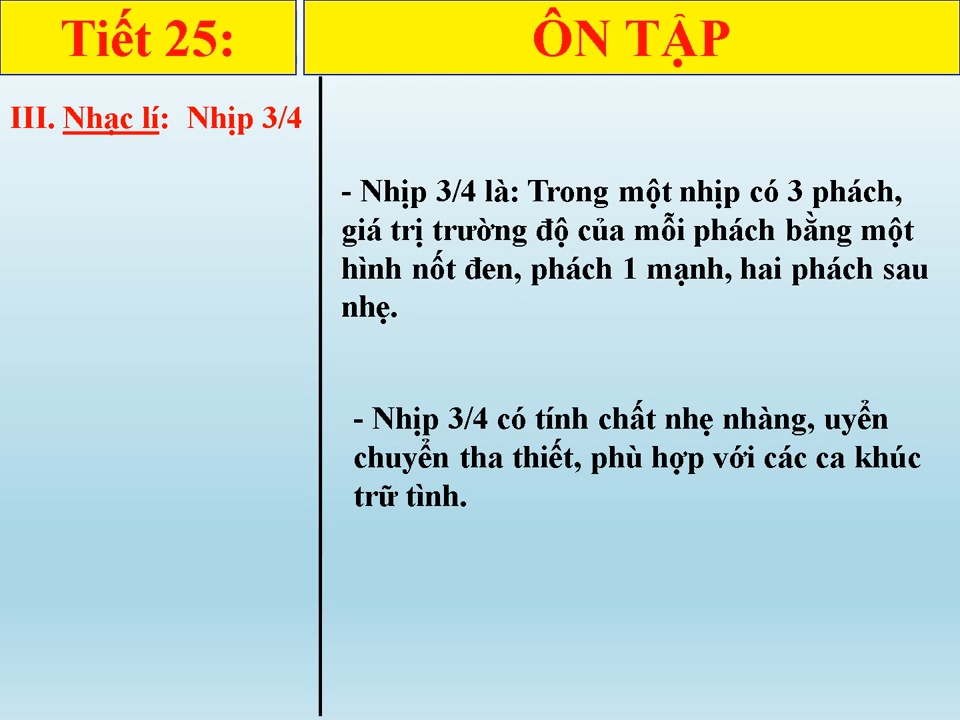 Tiết 25:
ÔN TẬP
III. Nhạc lí: Nhịp 3/4
- Nhịp 3/4 là: Trong một nhịp có 3 phách,
giá trị trường độ của mỗi phách bằng một
hình nốt đen, phách 1 mạnh, hai phách sau
nhẹ.
- Nhịp 3/4 có tính chất nhẹ nhàng, uyển
chuyển tha thiết, phù hợp với các ca khúc
trữ tình.